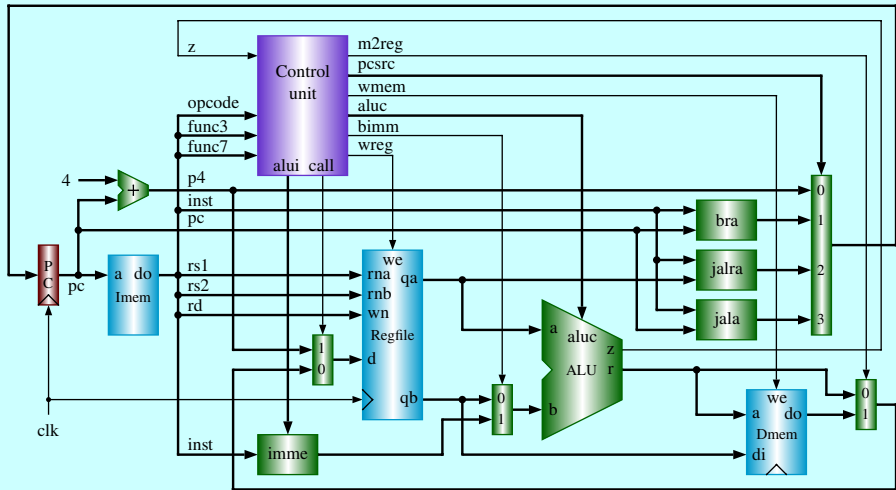 z
m2reg
pcsrc
wmem
aluc
bimm
wreg
Control
unit
opcode
func3
func7
alui call
4
+
p4
inst
pc
0
1
2
3
bra
jalra
jala
P
C
pc
a do
Imem
rs1
rs2
rd
we
rna
qa
rnb
wn
Regfile
d
qb
1
0
0
1
a
aluc
z
r
ALU
b
we
a do
Dmem
di
0
1
clk
inst
imme